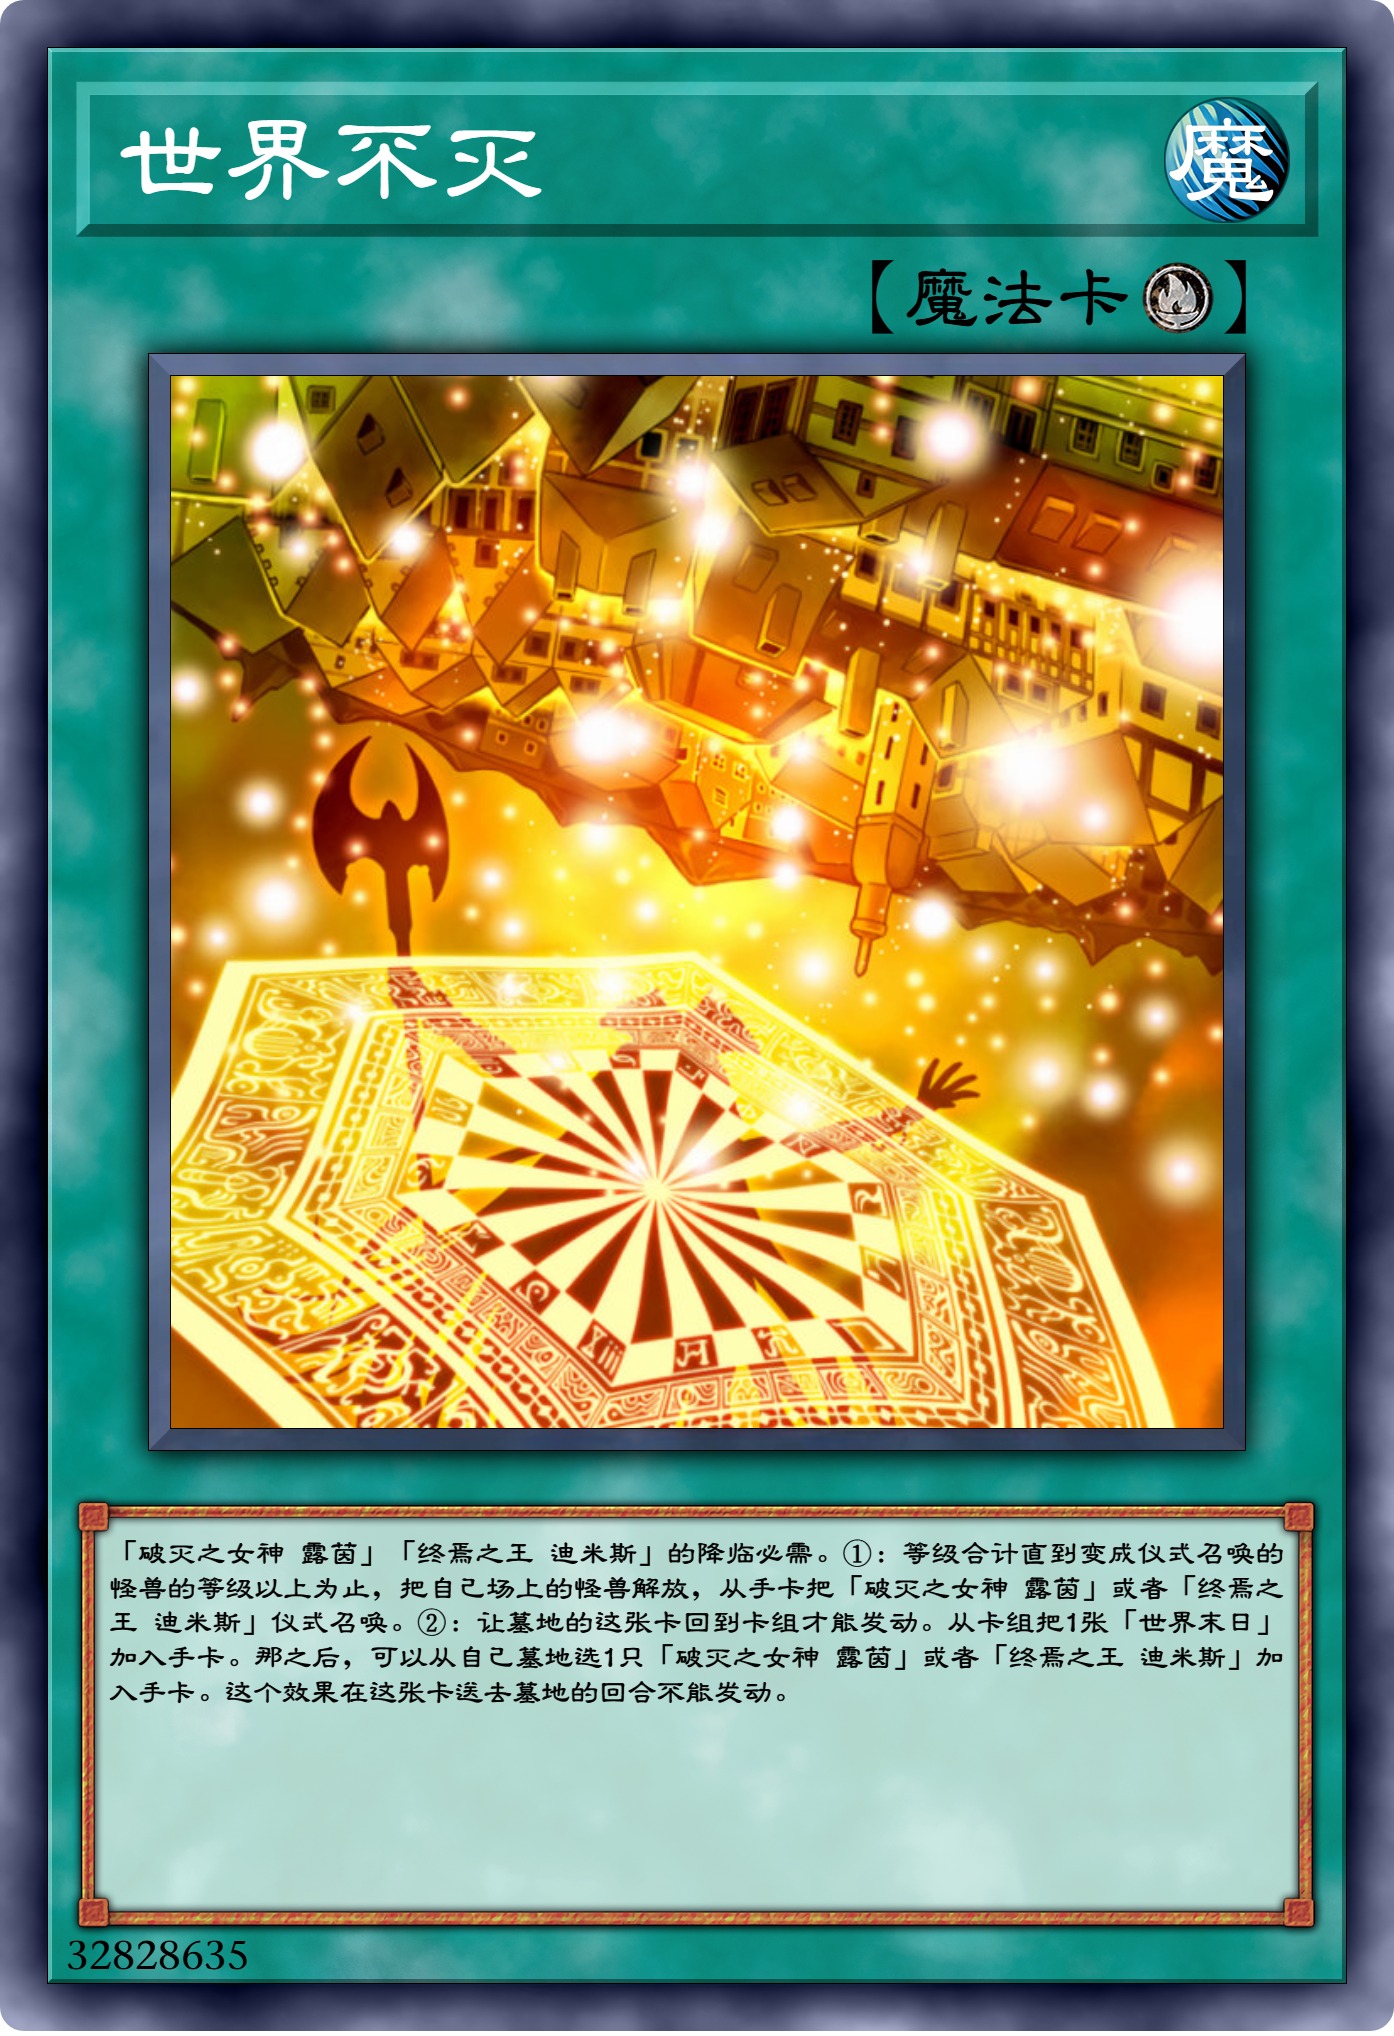 世界不灭
魔
【魔法卡】
「破灭之女神 露茵」「终焉之王 迪米斯」的降临必需。①：等级合计直到变成仪式召唤的
怪兽的等级以上为止，把自己场上的怪兽解放，从手卡把「破灭之女神 露茵」或者「终焉之
王 迪米斯」仪式召唤。②：让墓地的这张卡回到卡组才能发动。从卡组把1张「世界末日」
加入手卡。那之后，可以从自己墓地选1只「破灭之女神 露茵」或者「终焉之王 迪米斯」加
入手卡。这个效果在这张卡送去墓地的回合不能发动。
32828635